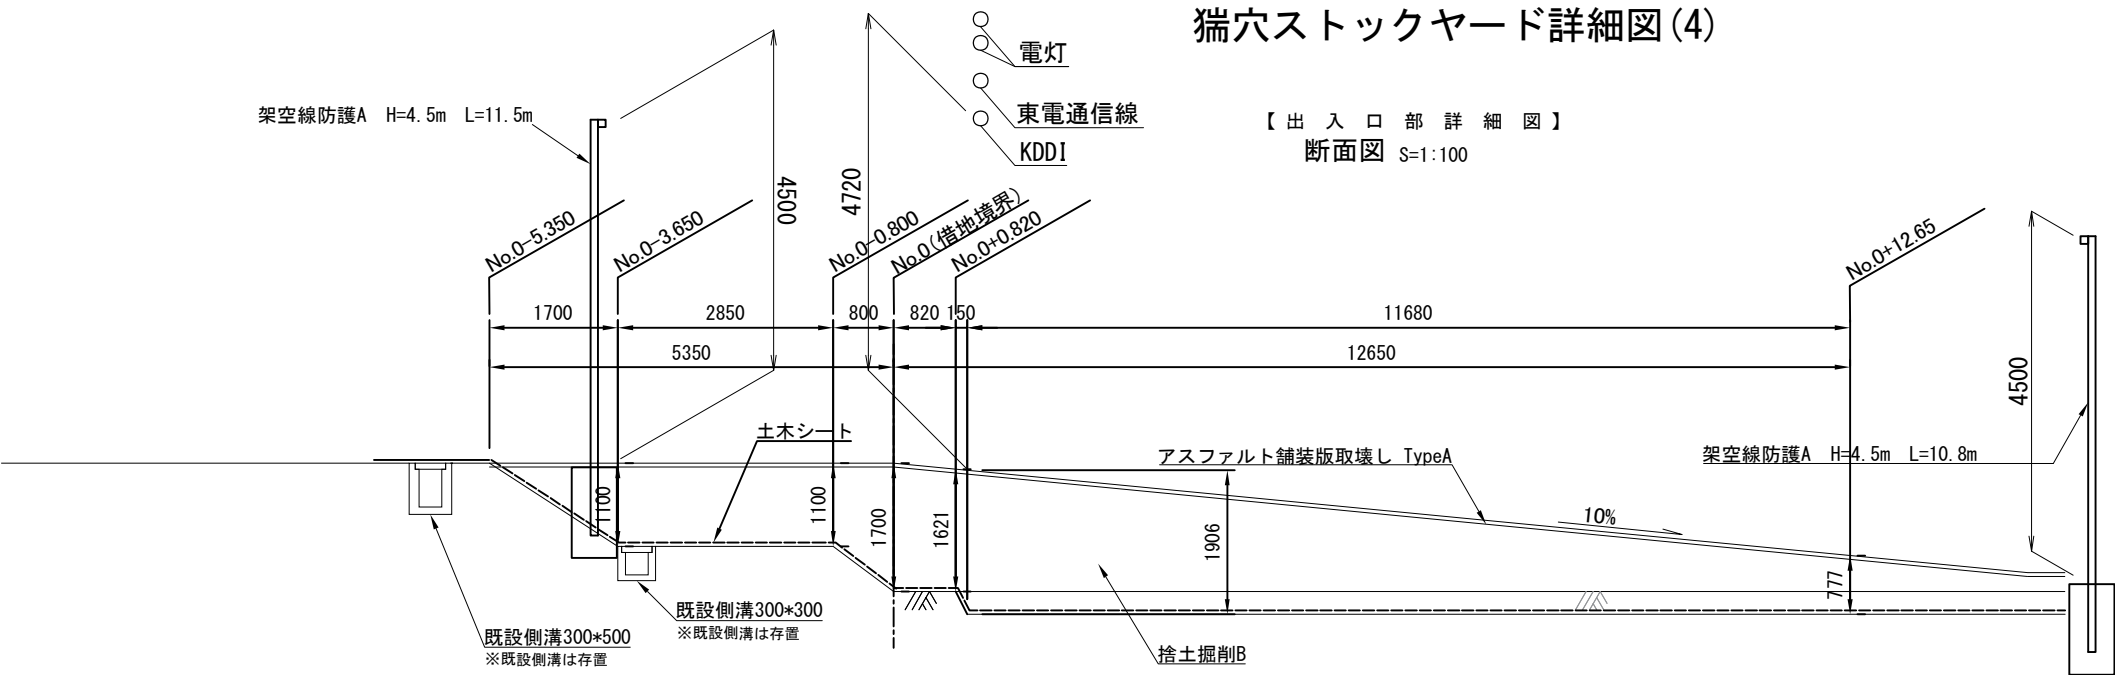 猯穴ストックヤード詳細図(4)
【出入口部詳細図】
断面図 S=1:100
電灯
東電通信線
KDDI
架空線防護A H=4.5m L=11.5m
4500
4720
No.0-5.350
No.0-3.650
No.0-0.800
No.0(借地境界)
No.0+0.820
No.0+12.65
1700
2850
800
820
150
11680
5350
12650
4500
土木シート
アスファルト舗装版取壊し TypeA
架空線防護A H=4.5m L=10.8m
1100
1100
1700
1621
1906
10%
777
既設側溝300*300
※既設側溝は存置
既設側溝300*500
※既設側溝は存置
捨土掘削B